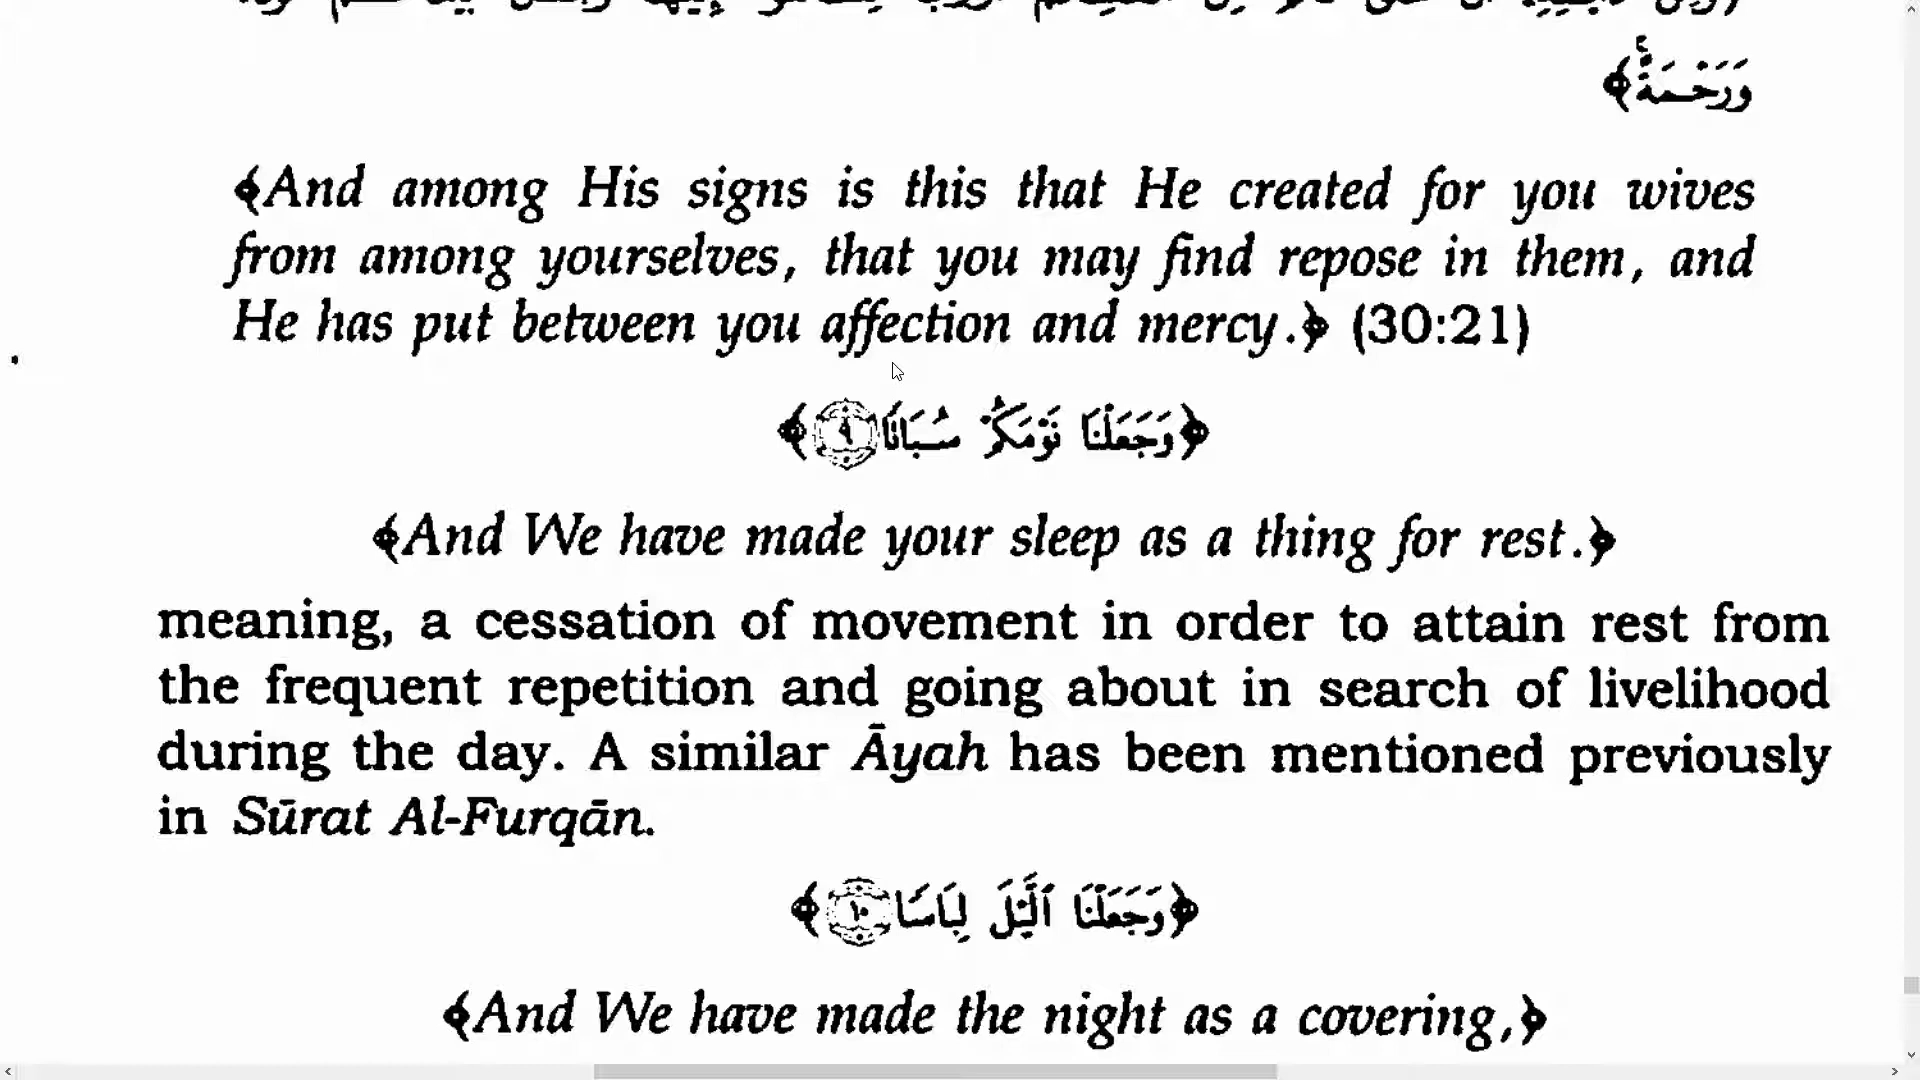 وَرَحْمَةً﴾
﴿And among His signs is this that He created for you wives
from among yourselves, that you may find repose in them, and
He has put between you affection and mercy.﴾ (30:21)
﴿وَجَعَلْنَا نَوْمَكُمْ سُبَاتًا ٩﴾
﴿And We have made your sleep as a thing for rest.﴾
meaning, a cessation of movement in order to attain rest from
the frequent repetition and going about in search of livelihood
during the day. A similar Āyah has been mentioned previously
in Sūrat Al-Furqān.
﴿وَجَعَلْنَا ٱلَّيْلَ لِبَاسًا ١٠﴾
﴿And We have made the night as a covering,﴾